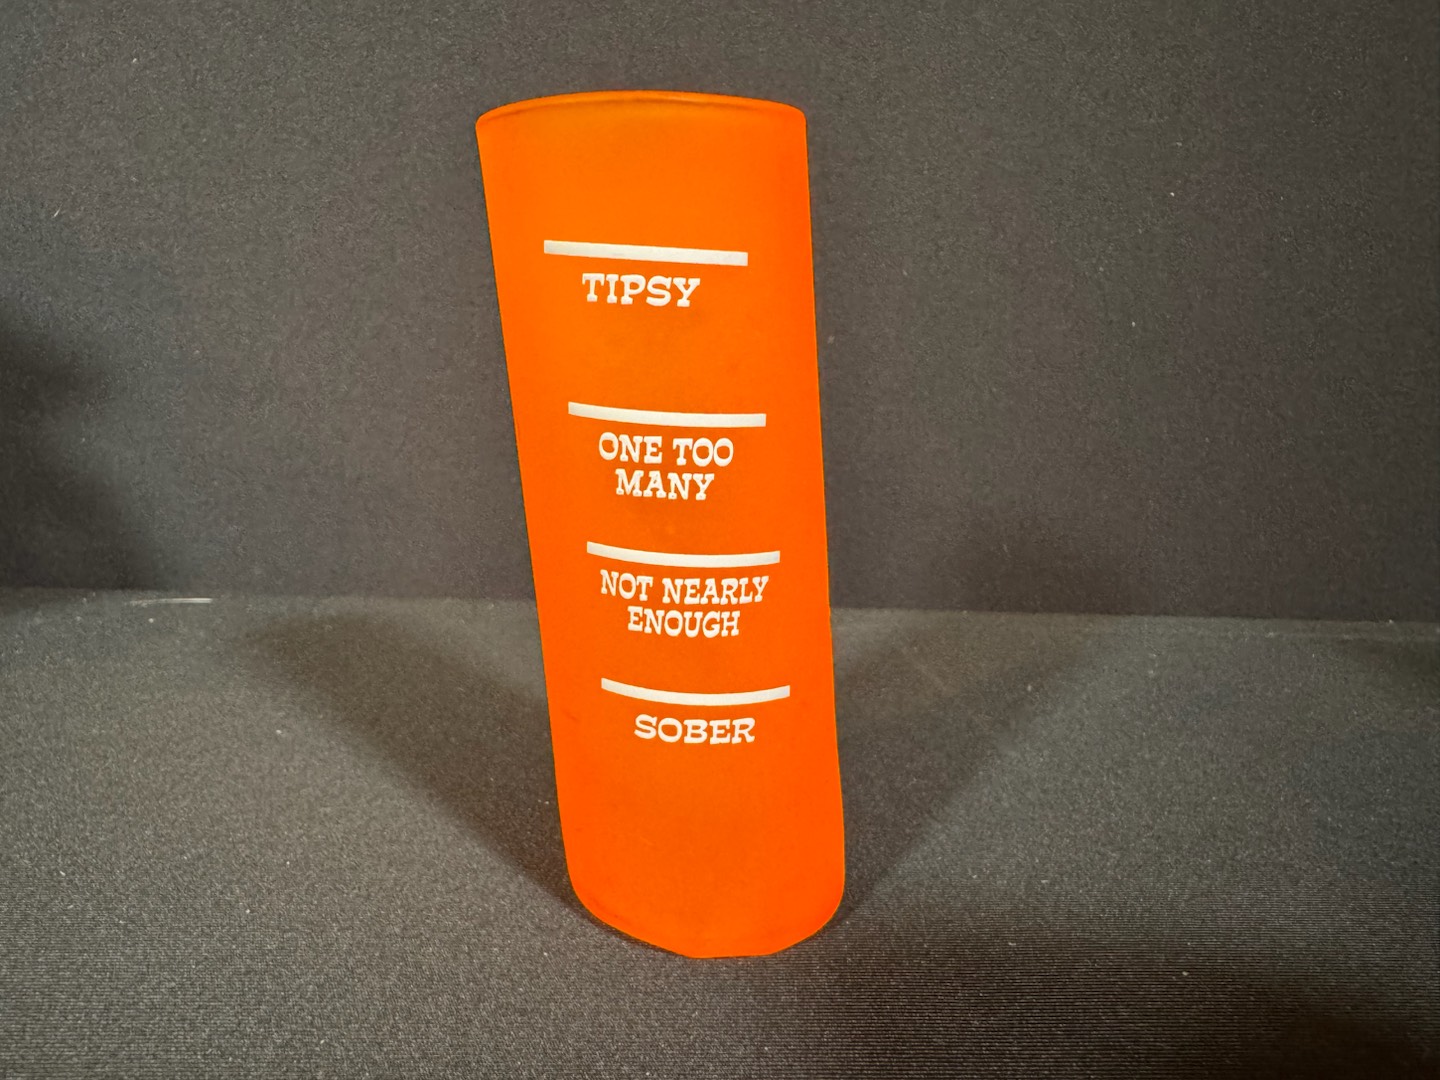 TIPSY
ONE TOO
MANY
NOT NEARLY
ENOUGH
SOBER